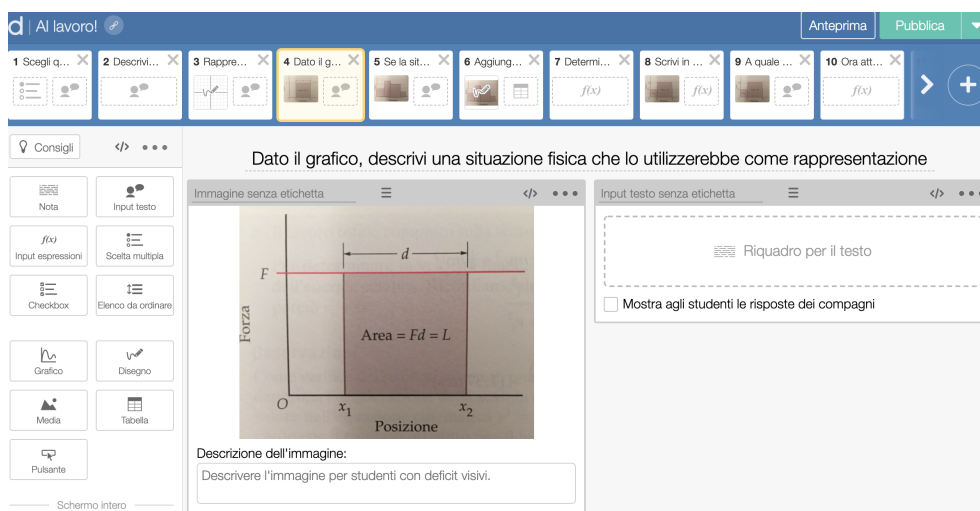 d | Al lavoro!
Anteprima
Pubblica
1 Scegli q...
2 Descrivi...
3 Rappre...
4 Dato il g...
5 Se la sit...
6 Aggiung...
7 Determi...
8 Scrivi in ...
9 A quale ...
10 Ora att...
f(x)
f(x)
f(x)
Consigli
Nota
Input testo
f(x)
Input espressioni
Scelta multipla
Checkbox
Elenco da ordinare
Grafico
Disegno
Media
Tabella
Pulsante
Schermo intero
Dato il grafico, descrivi una situazione fisica che lo utilizzerebbe come rappresentazione
Immagine senza etichetta
d
F
Forza
Area = Fd = L
O
x1
x2
Posizione
Descrizione dell'immagine:
Descrivere l'immagine per studenti con deficit visivi.
Input testo senza etichetta
Riquadro per il testo
Mostra agli studenti le risposte dei compagni